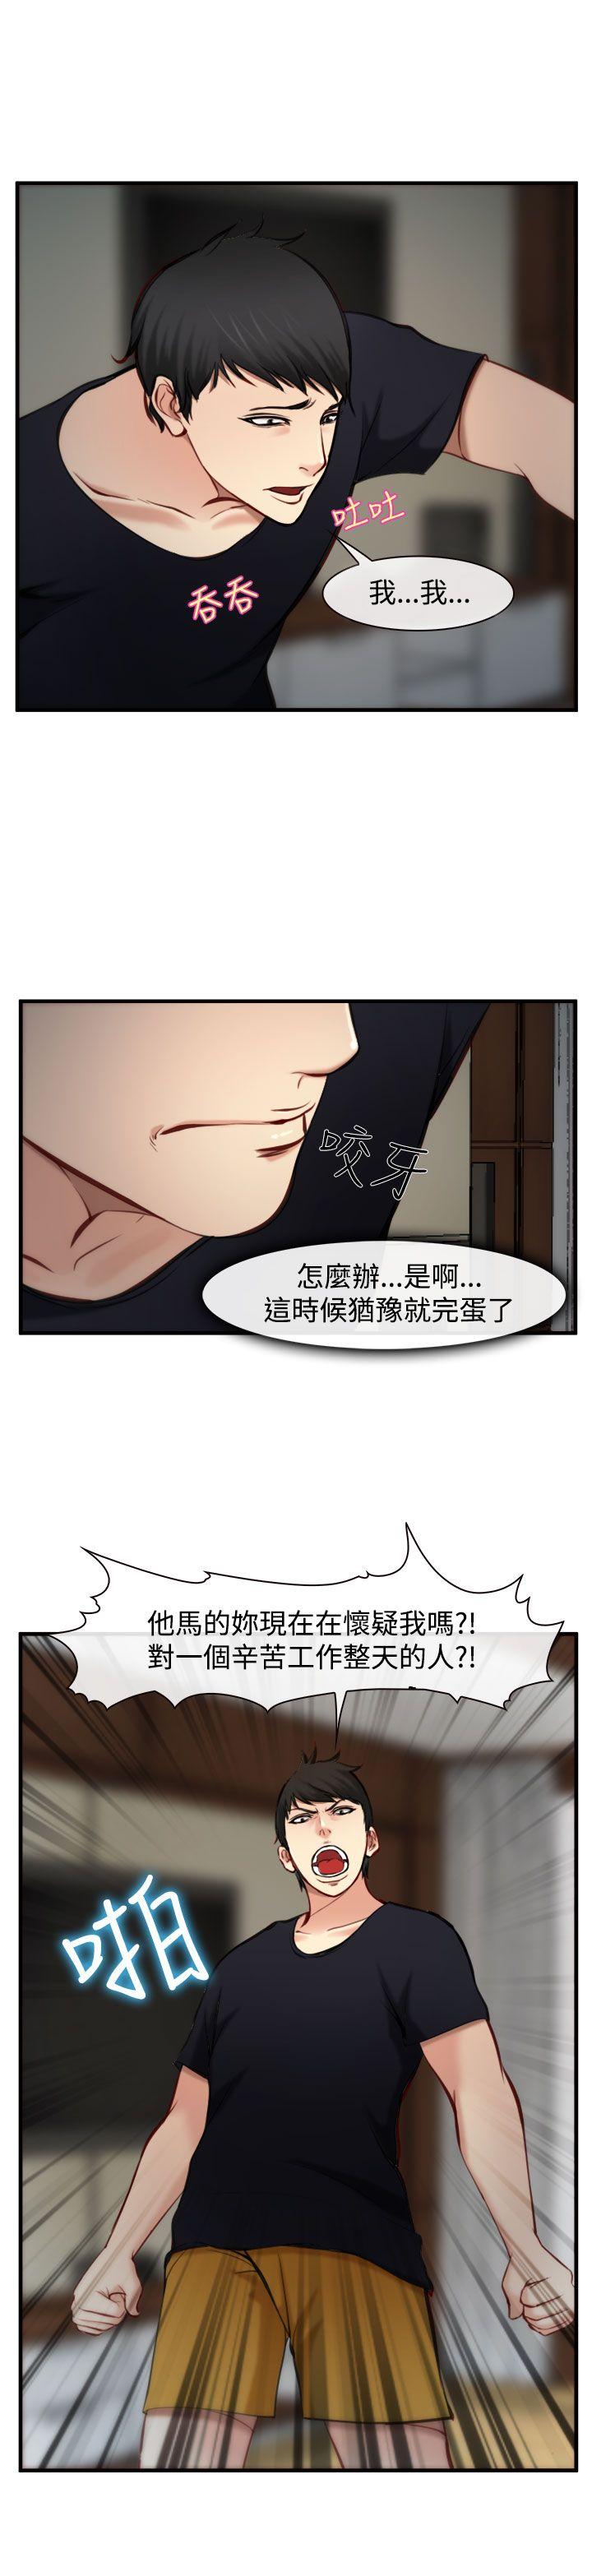 吞吞
吐吐
我...我...
咬牙
怎麼辦...是啊...
這時候猶豫就完蛋了
他馬的妳現在在懷疑我嗎?!
對一個辛苦工作整天的人?!
啪